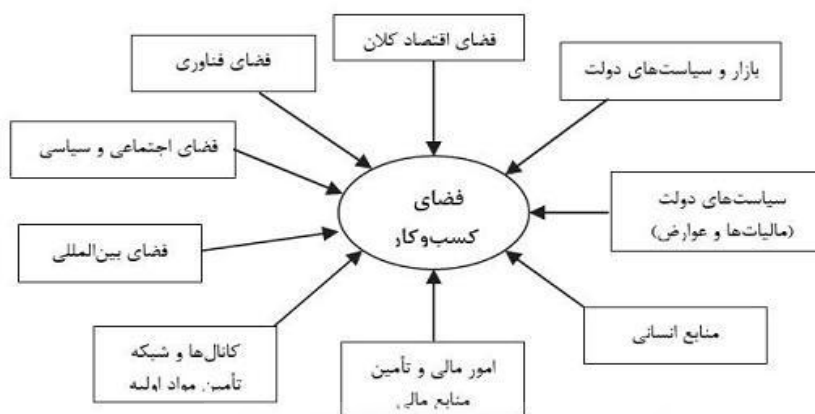 فضای اقتصاد کلان
بازار و سیاست‌های دولت
فضای فناوری
فضای اجتماعی و سیاسی
فضای
کسب‌وکار
سیاست‌های دولت
(مالیات‌ها و عوارض)
فضای بین‌المللی
منابع انسانی
کانال‌ها و شبکه
تأمین مواد اولیه
امور مالی و تأمین
منابع مالی